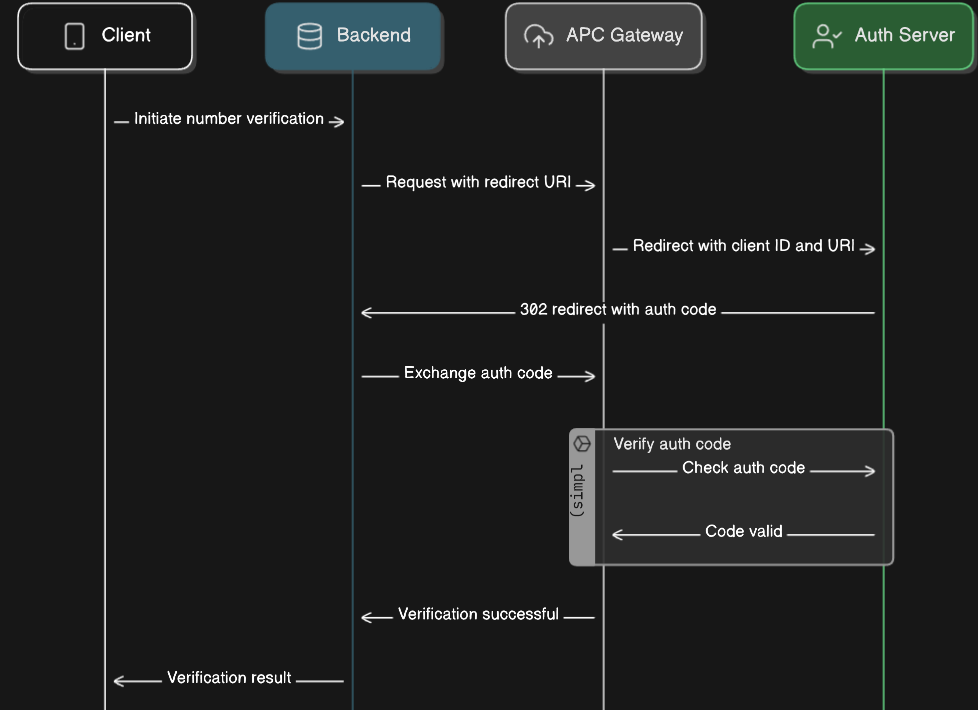 Client
Backend
APC Gateway
Auth Server
Initiate number verification
Request with redirect URI
Redirect with client ID and URI
302 redirect with auth code
Exchange auth code
Verify auth code
(simpl
Check auth code
Code valid
Verification successful
Verification result